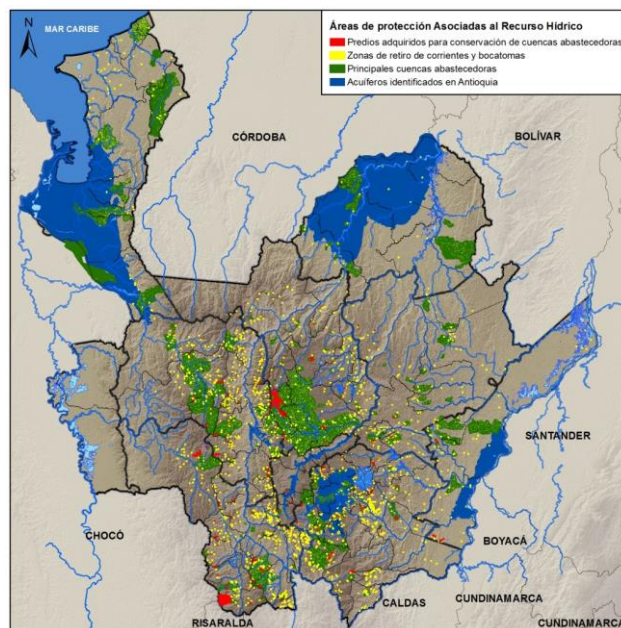 N
MAR CARIBE
Áreas de protección Asociadas al Recurso Hídrico
Predios adquiridos para conservación de cuencas abastecedoras
Zonas de retiro de corrientes y bocatomas
Principales cuencas abastecedoras
Acuíferos identificados en Antioquia
CÓRDOBA
BOLÍVAR
SANTANDER
CHOCÓ
BOYACÁ
CALDAS
CUNDINAMARCA
RISARALDA
CUNDINAMARCA